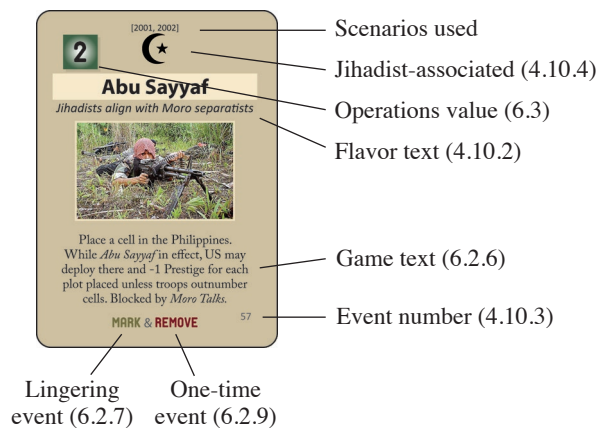 [2001, 2002]
2
Abu Sayyaf
Jihadists align with Moro separatists
Place a cell in the Philippines.
While Abu Sayyaf in effect, US may
deploy there and -1 Prestige for each
plot placed unless troops outnumber
cells. Blocked by Moro Talks.
MARK & REMOVE
57
Scenarios used
Jihadist-associated (4.10.4)
Operations value (6.3)
Flavor text (4.10.2)
Game text (6.2.6)
Event number (4.10.3)
Lingering
event (6.2.7)
One-time
event (6.2.9)